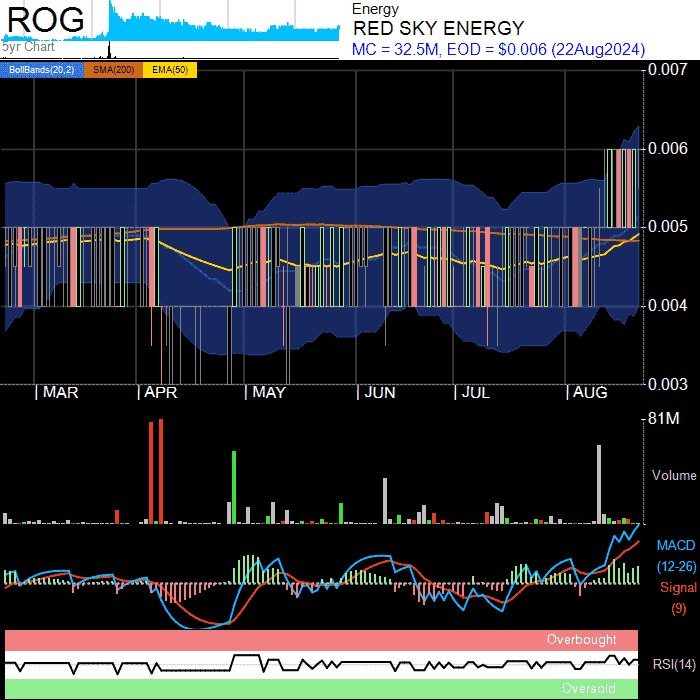 ROG
5yr Chart
Energy
RED SKY ENERGY
MC = 32.5M, EOD = $0.006 (22Aug2024)
BollBands(20,2) SMA(200) EMA(50)
0.007
0.006
0.005
0.004
0.003
| MAR | APR | MAY | JUN | JUL | AUG
81M
Volume
MACD
(12-26)
Signal
(9)
Overbought
RSI(14)
Oversold